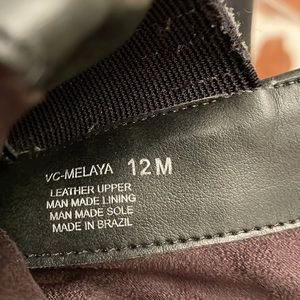 VC-MELAYA 12 M
LEATHER UPPER
MAN MADE LINING
MAN MADE SOLE
MADE IN BRAZIL